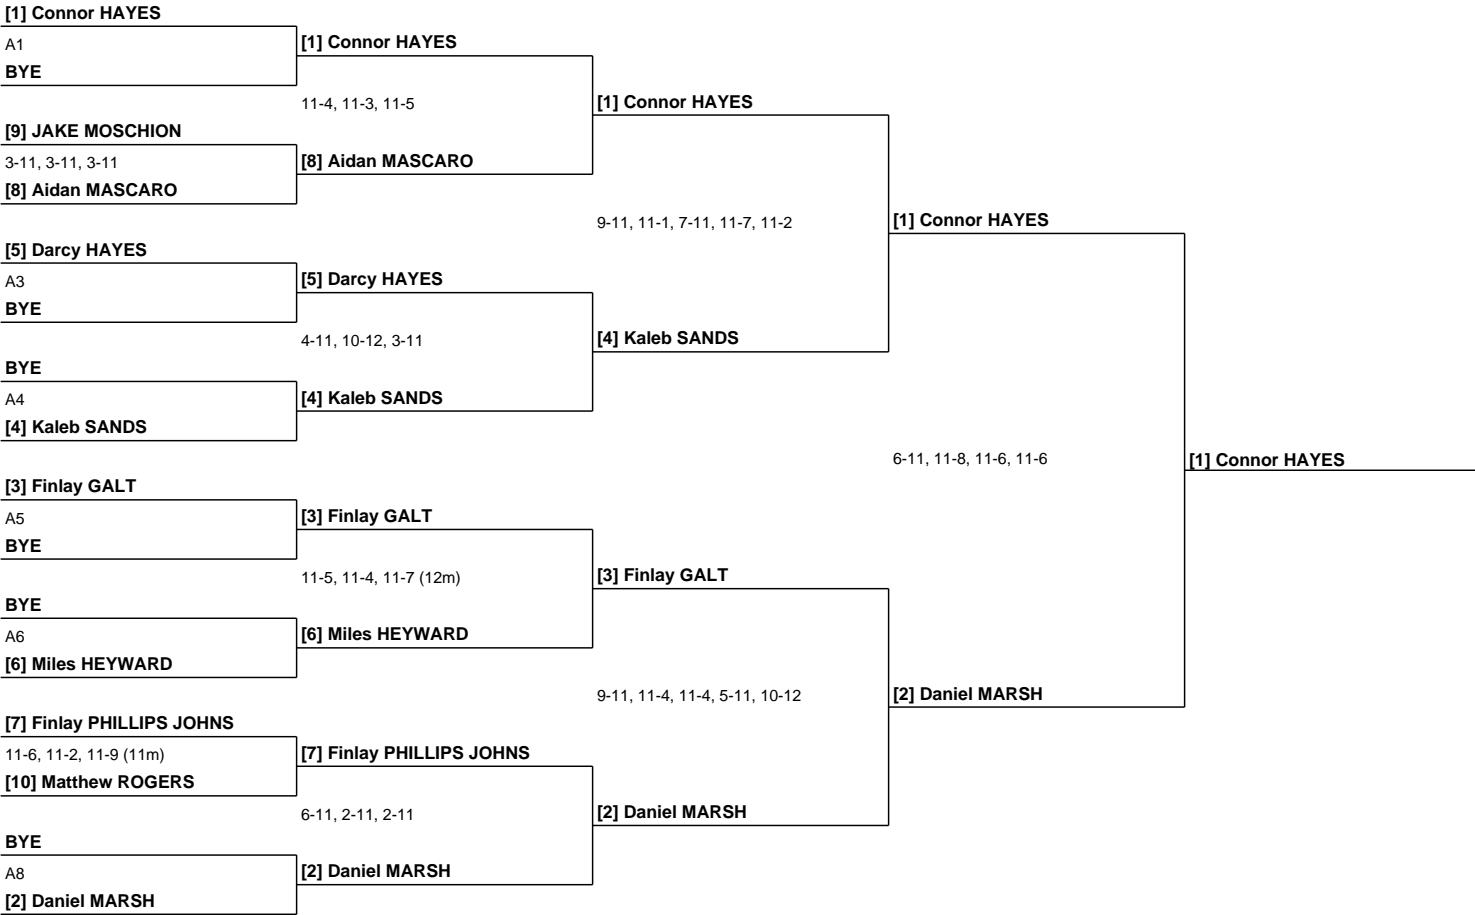 [1] Connor HAYES
A1
BYE
[9] JAKE MOSCHION
3-11, 3-11, 3-11
[8] Aidan MASCARO
[5] Darcy HAYES
A3
BYE
BYE
A4
[4] Kaleb SANDS
[3] Finlay GALT
A5
BYE
BYE
A6
[6] Miles HEYWARD
[7] Finlay PHILLIPS JOHNS
11-6, 11-2, 11-9 (11m)
[10] Matthew ROGERS
BYE
A8
[2] Daniel MARSH
[1] Connor HAYES
11-4, 11-3, 11-5
[8] Aidan MASCARO
[5] Darcy HAYES
4-11, 10-12, 3-11
[4] Kaleb SANDS
[3] Finlay GALT
11-5, 11-4, 11-7 (12m)
[6] Miles HEYWARD
[7] Finlay PHILLIPS JOHNS
6-11, 2-11, 2-11
[2] Daniel MARSH
[1] Connor HAYES
9-11, 11-1, 7-11, 11-7, 11-2
[4] Kaleb SANDS
[3] Finlay GALT
9-11, 11-4, 11-4, 5-11, 10-12
[2] Daniel MARSH
[1] Connor HAYES
6-11, 11-8, 11-6, 11-6
[2] Daniel MARSH
[1] Connor HAYES